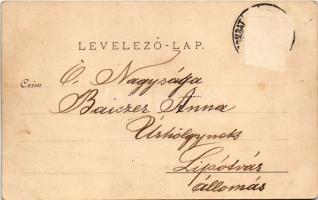 LEVELEZŐ-LAP.
Czim
Ő Nagysága
Baiszer Anna
Úrhölgynek
Lipótvár
állomás